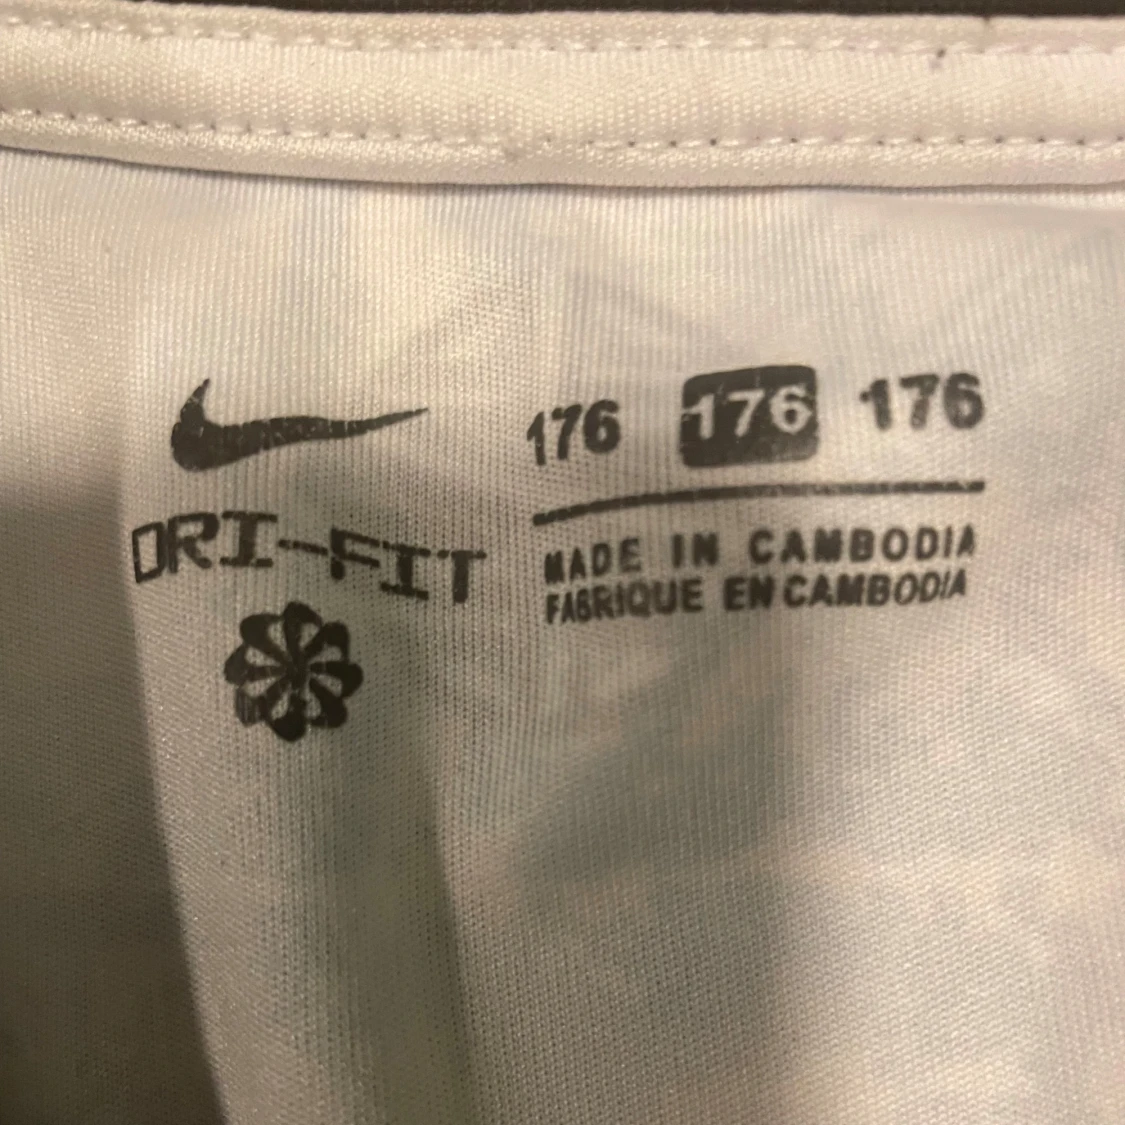 176 176 176
DRI-FIT
MADE IN CAMBODIA
FABRIQUE EN CAMBODIA